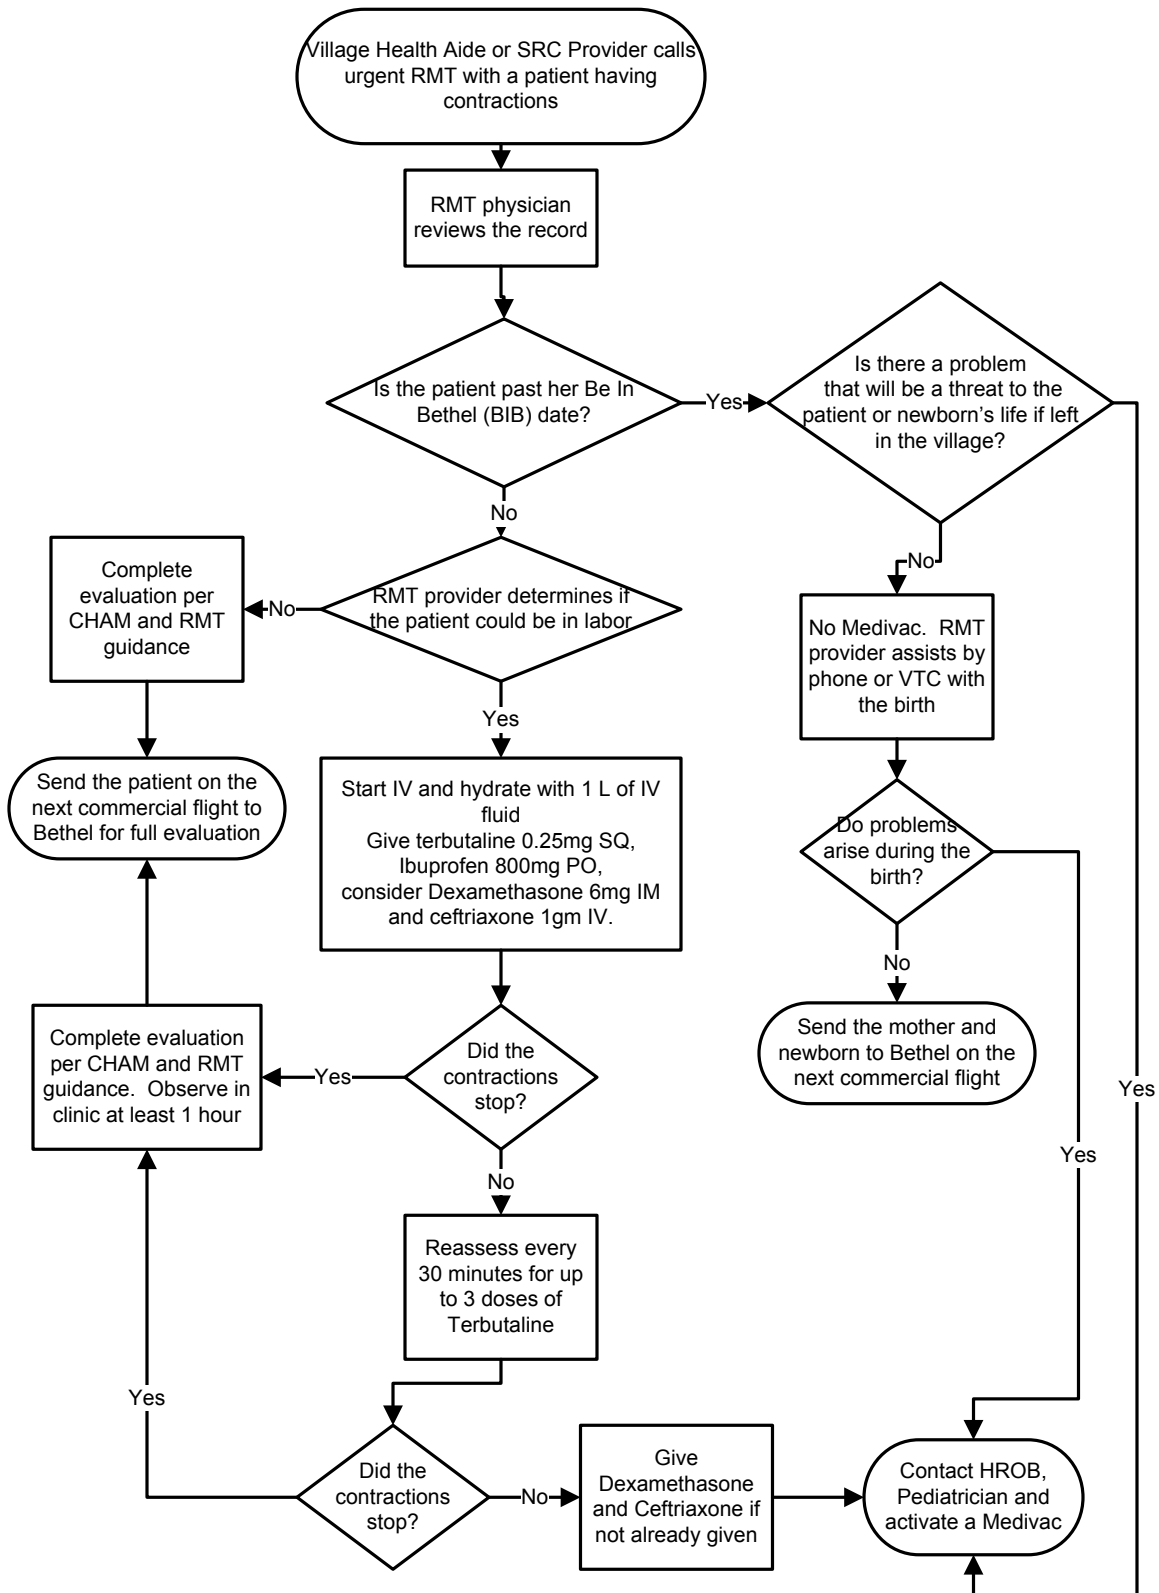 Village Health Aide or SRC Provider calls
urgent RMT with a patient having
contractions
RMT physician
reviews the record
Is the patient past her Be In
Bethel (BIB) date?
Yes
Is there a problem
that will be a threat to the
patient or newborn's life if left
in the village?
No
No
Complete
evaluation per
CHAM and RMT
guidance
No
RMT provider determines if
the patient could be in labor
No Medivac.  RMT
provider assists by
phone or VTC with
the birth
Yes
Send the patient on the
next commercial flight to
Bethel for full evaluation
Start IV and hydrate with 1 L of IV
fluid
Give terbutaline 0.25mg SQ,
Ibuprofen 800mg PO,
consider Dexamethasone 6mg IM
and ceftriaxone 1gm IV.
Do problems
arise during the
birth?
No
Complete evaluation
per CHAM and RMT
guidance.  Observe in
clinic at least 1 hour
Yes
Did the
contractions
stop?
Send the mother and
newborn to Bethel on the
next commercial flight
Yes
Yes
No
Reassess every
30 minutes for up
to 3 doses of
Terbutaline
Yes
Did the
contractions
stop?
No
Give
Dexamethasone
and Ceftriaxone if
not already given
Contact HROB,
Pediatrician and
activate a Medivac